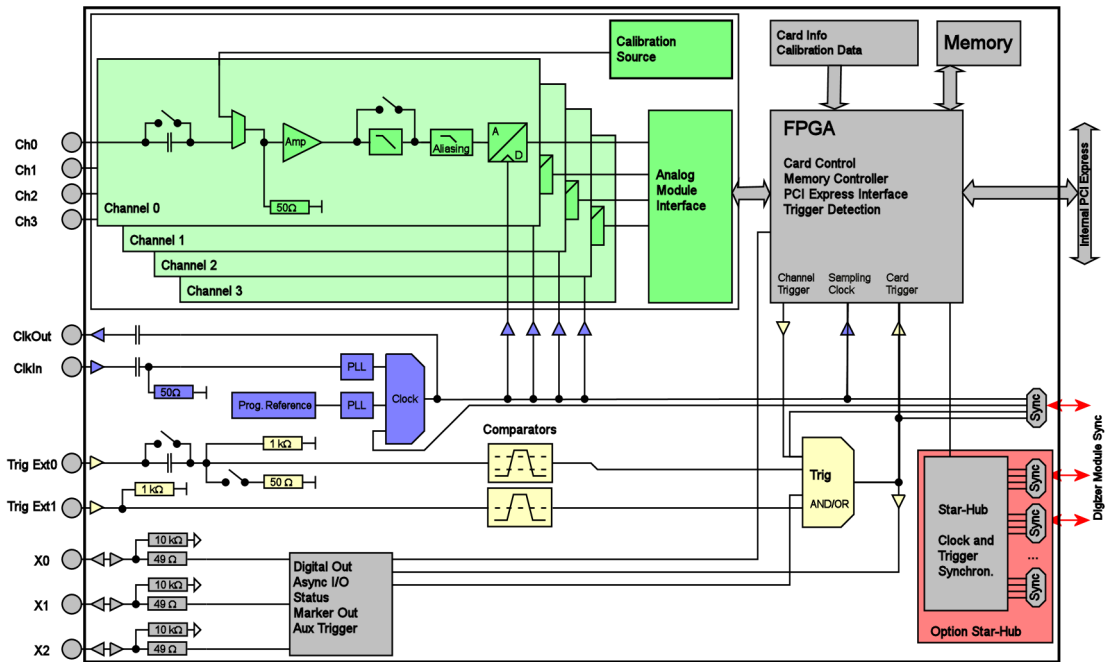 Calibration
Source
Card Info
Calibration Data
Memory
FPGA
Card Control
Memory Controller
PCI Express Interface
Trigger Detection
Channel
Trigger
Sampling
Clock
Card
Trigger
Internal PCI Express
Ch0
Ch1
Ch2
Ch3
Amp
Aliasing
A
D
50Ω
Channel 0
Channel 1
Channel 2
Channel 3
Analog
Module
Interface
ClkOut
ClkIn
50Ω
PLL
Prog. Reference
PLL
Clock
Sync
Trig Ext0
1 kΩ
50 Ω
Comparators
Trig Ext1
1 kΩ
Trig
AND/OR
X0
10 kΩ
49 Ω
X1
10 kΩ
49 Ω
X2
10 kΩ
49 Ω
Digital Out
Async I/O
Status
Marker Out
Aux Trigger
Star-Hub
Clock and
Trigger
Synchron.
Sync
Sync
...
Sync
Option Star-Hub
Digizer Module Sync